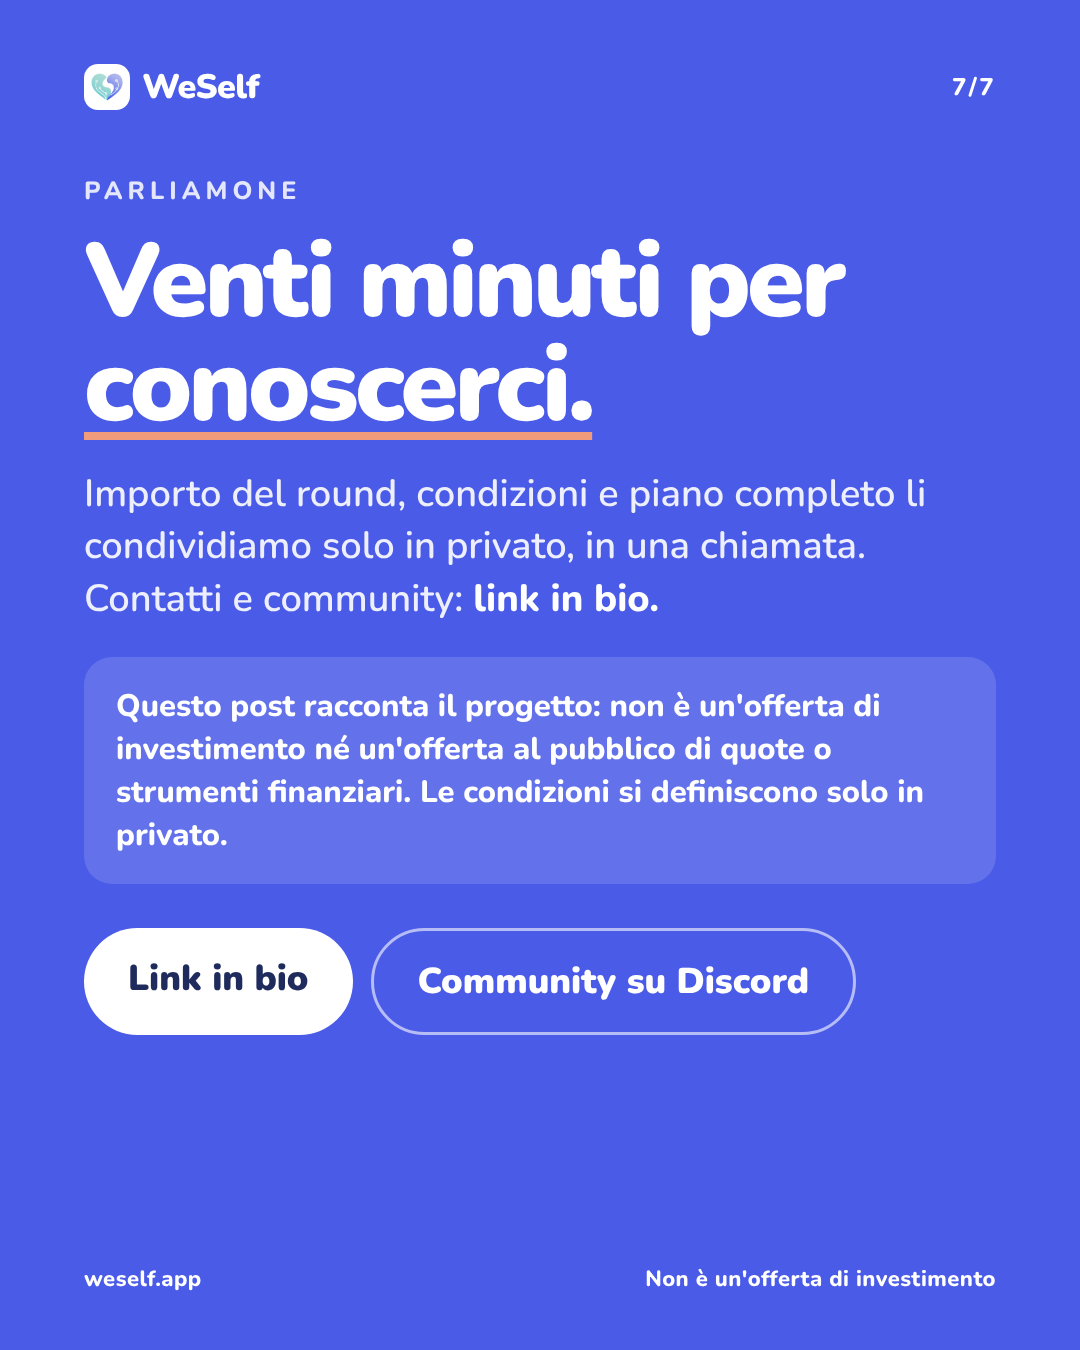 WeSelf
7/7
PARLIAMONE
Venti minuti per
conoscerci.
Importo del round, condizioni e piano completo li
condividiamo solo in privato, in una chiamata.
Contatti e community: link in bio.
Questo post racconta il progetto: non è un'offerta di
investimento né un'offerta al pubblico di quote o
strumenti finanziari. Le condizioni si definiscono solo in
privato.
Link in bio
Community su Discord
weself.app
Non è un'offerta di investimento